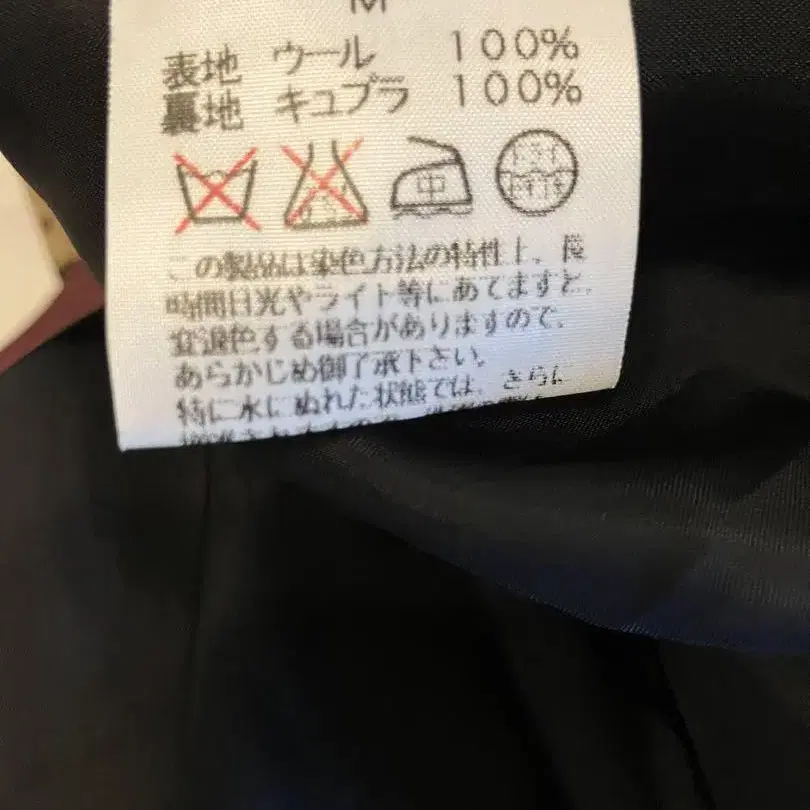 M
表地 ウール 100%
裏地 キュプラ 100%
中
この製品は染色方法の特性上、長
時間日光やライト等にあてますと、
変退色する場合がありますので、
あらかじめ御了承下さい。
特に水にぬれた状態では、さらに